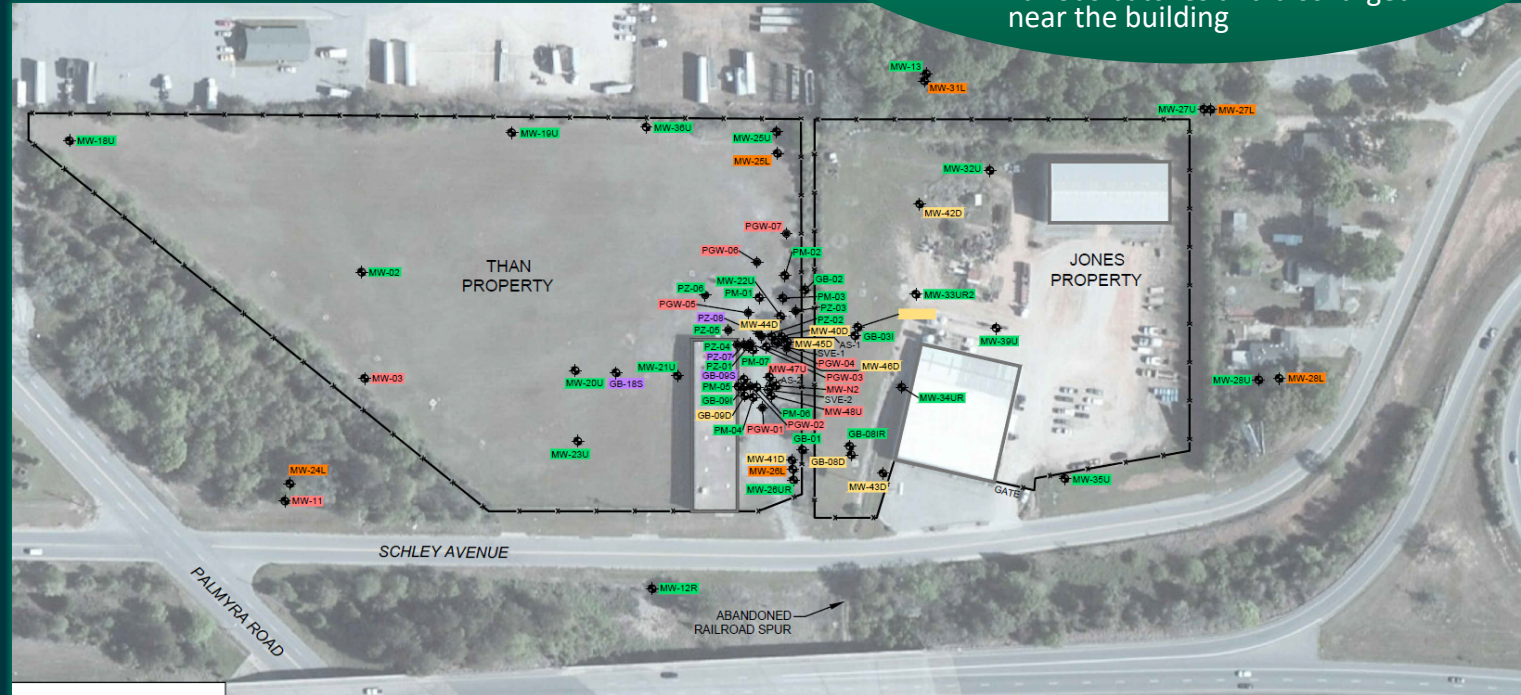 near the building
MW-13
MW-31L
MW-27U
MW-27L
MW-18U
MW-19U
MW-36U
MW-25U
MW-25L
MW-32U
MW-42D
PGW-07
PGW-06
PM-02
MW-02
THAN
PROPERTY
JONES
PROPERTY
MW-22U
GB-02
PZ-06
PM-01
PM-03
MW-33UR2
PGW-05
PZ-03
PZ-08
MW-44D
PZ-02
PZ-05
MW-40D
GB-03I
MW-39U
PZ-04
MW-45D
AS-1
PZ-07
SVE-1
PZ-01
PM-07
PGW-04
MW-46D
MW-03
MW-20U
GB-18S
MW-21U
GB-09S
MW-47U
PGW-03
AS-2
MW-28U
MW-28L
PM-05
MW-N2
MW-34UR
GB-09I
SVE-2
GB-09D
PM-06
MW-48U
PM-04
PGW-01
PGW-02
MW-23U
GB-01
GB-08IR
MW-41D
GB-08D
MW-24L
MW-26L
MW-43D
MW-26UR
MW-11
GATE
MW-35U
SCHLEY AVENUE
PALMYRA ROAD
MW-12R
ABANDONED
RAILROAD SPUR